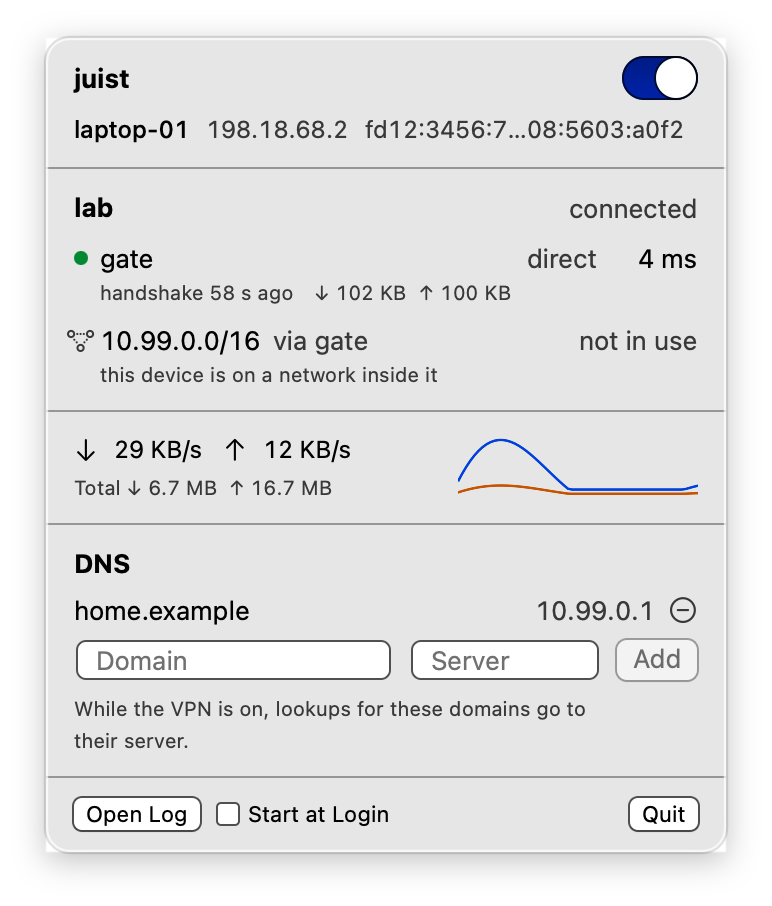 juist
laptop-01 198.18.68.2 fd12:3456:7…08:5603:a0f2
lab connected
gate direct 4 ms
handshake 58 s ago ↓ 102 KB ↑ 100 KB
10.99.0.0/16 via gate not in use
this device is on a network inside it
↓ 29 KB/s ↑ 12 KB/s
Total ↓ 6.7 MB ↑ 16.7 MB
DNS
home.example 10.99.0.1
Domain Server Add
While the VPN is on, lookups for these domains go to
their server.
Open Log Start at Login Quit